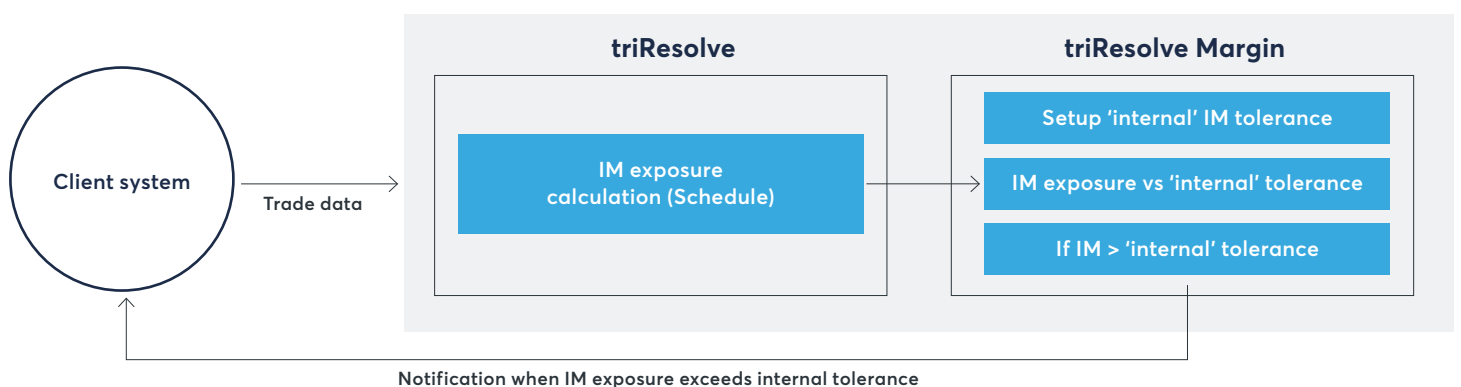 triResolve
triResolve Margin
Client system
Trade data
IM exposure
calculation (Schedule)
Setup ‘internal’ IM tolerance
IM exposure vs ‘internal’ tolerance
If IM > ‘internal’ tolerance
Notification when IM exposure exceeds internal tolerance